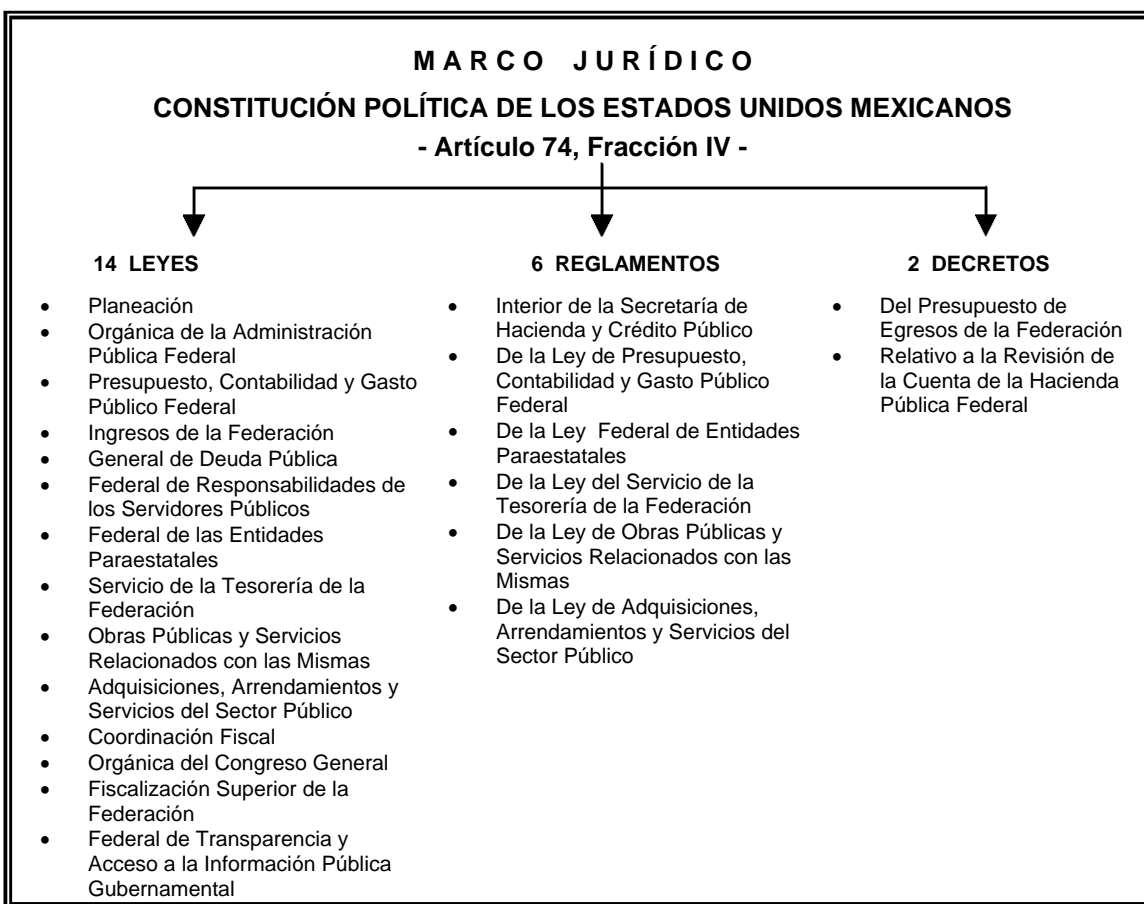 MARCO JURÍDICO
CONSTITUCIÓN POLÍTICA DE LOS ESTADOS UNIDOS MEXICANOS
- Artículo 74, Fracción IV -
14 LEYES
• Planeación
• Orgánica de la Administración
Pública Federal
• Presupuesto, Contabilidad y Gasto
Público Federal
• Ingresos de la Federación
• General de Deuda Pública
• Federal de Responsabilidades de
los Servidores Públicos
• Federal de las Entidades
Paraestatales
• Servicio de la Tesorería de la
Federación
• Obras Públicas y Servicios
Relacionados con las Mismas
• Adquisiciones, Arrendamientos y
Servicios del Sector Público
• Coordinación Fiscal
• Orgánica del Congreso General
• Fiscalización Superior de la
Federación
• Federal de Transparencia y
Acceso a la Información Pública
Gubernamental
6 REGLAMENTOS
• Interior de la Secretaría de
Hacienda y Crédito Público
• De la Ley de Presupuesto,
Contabilidad y Gasto Público
Federal
• De la Ley Federal de Entidades
Paraestatales
• De la Ley del Servicio de la
Tesorería de la Federación
• De la Ley de Obras Públicas y
Servicios Relacionados con las
Mismas
• De la Ley de Adquisiciones,
Arrendamientos y Servicios del
Sector Público
2 DECRETOS
• Del Presupuesto de
Egresos de la Federación
• Relativo a la Revisión de
la Cuenta de la Hacienda
Pública Federal